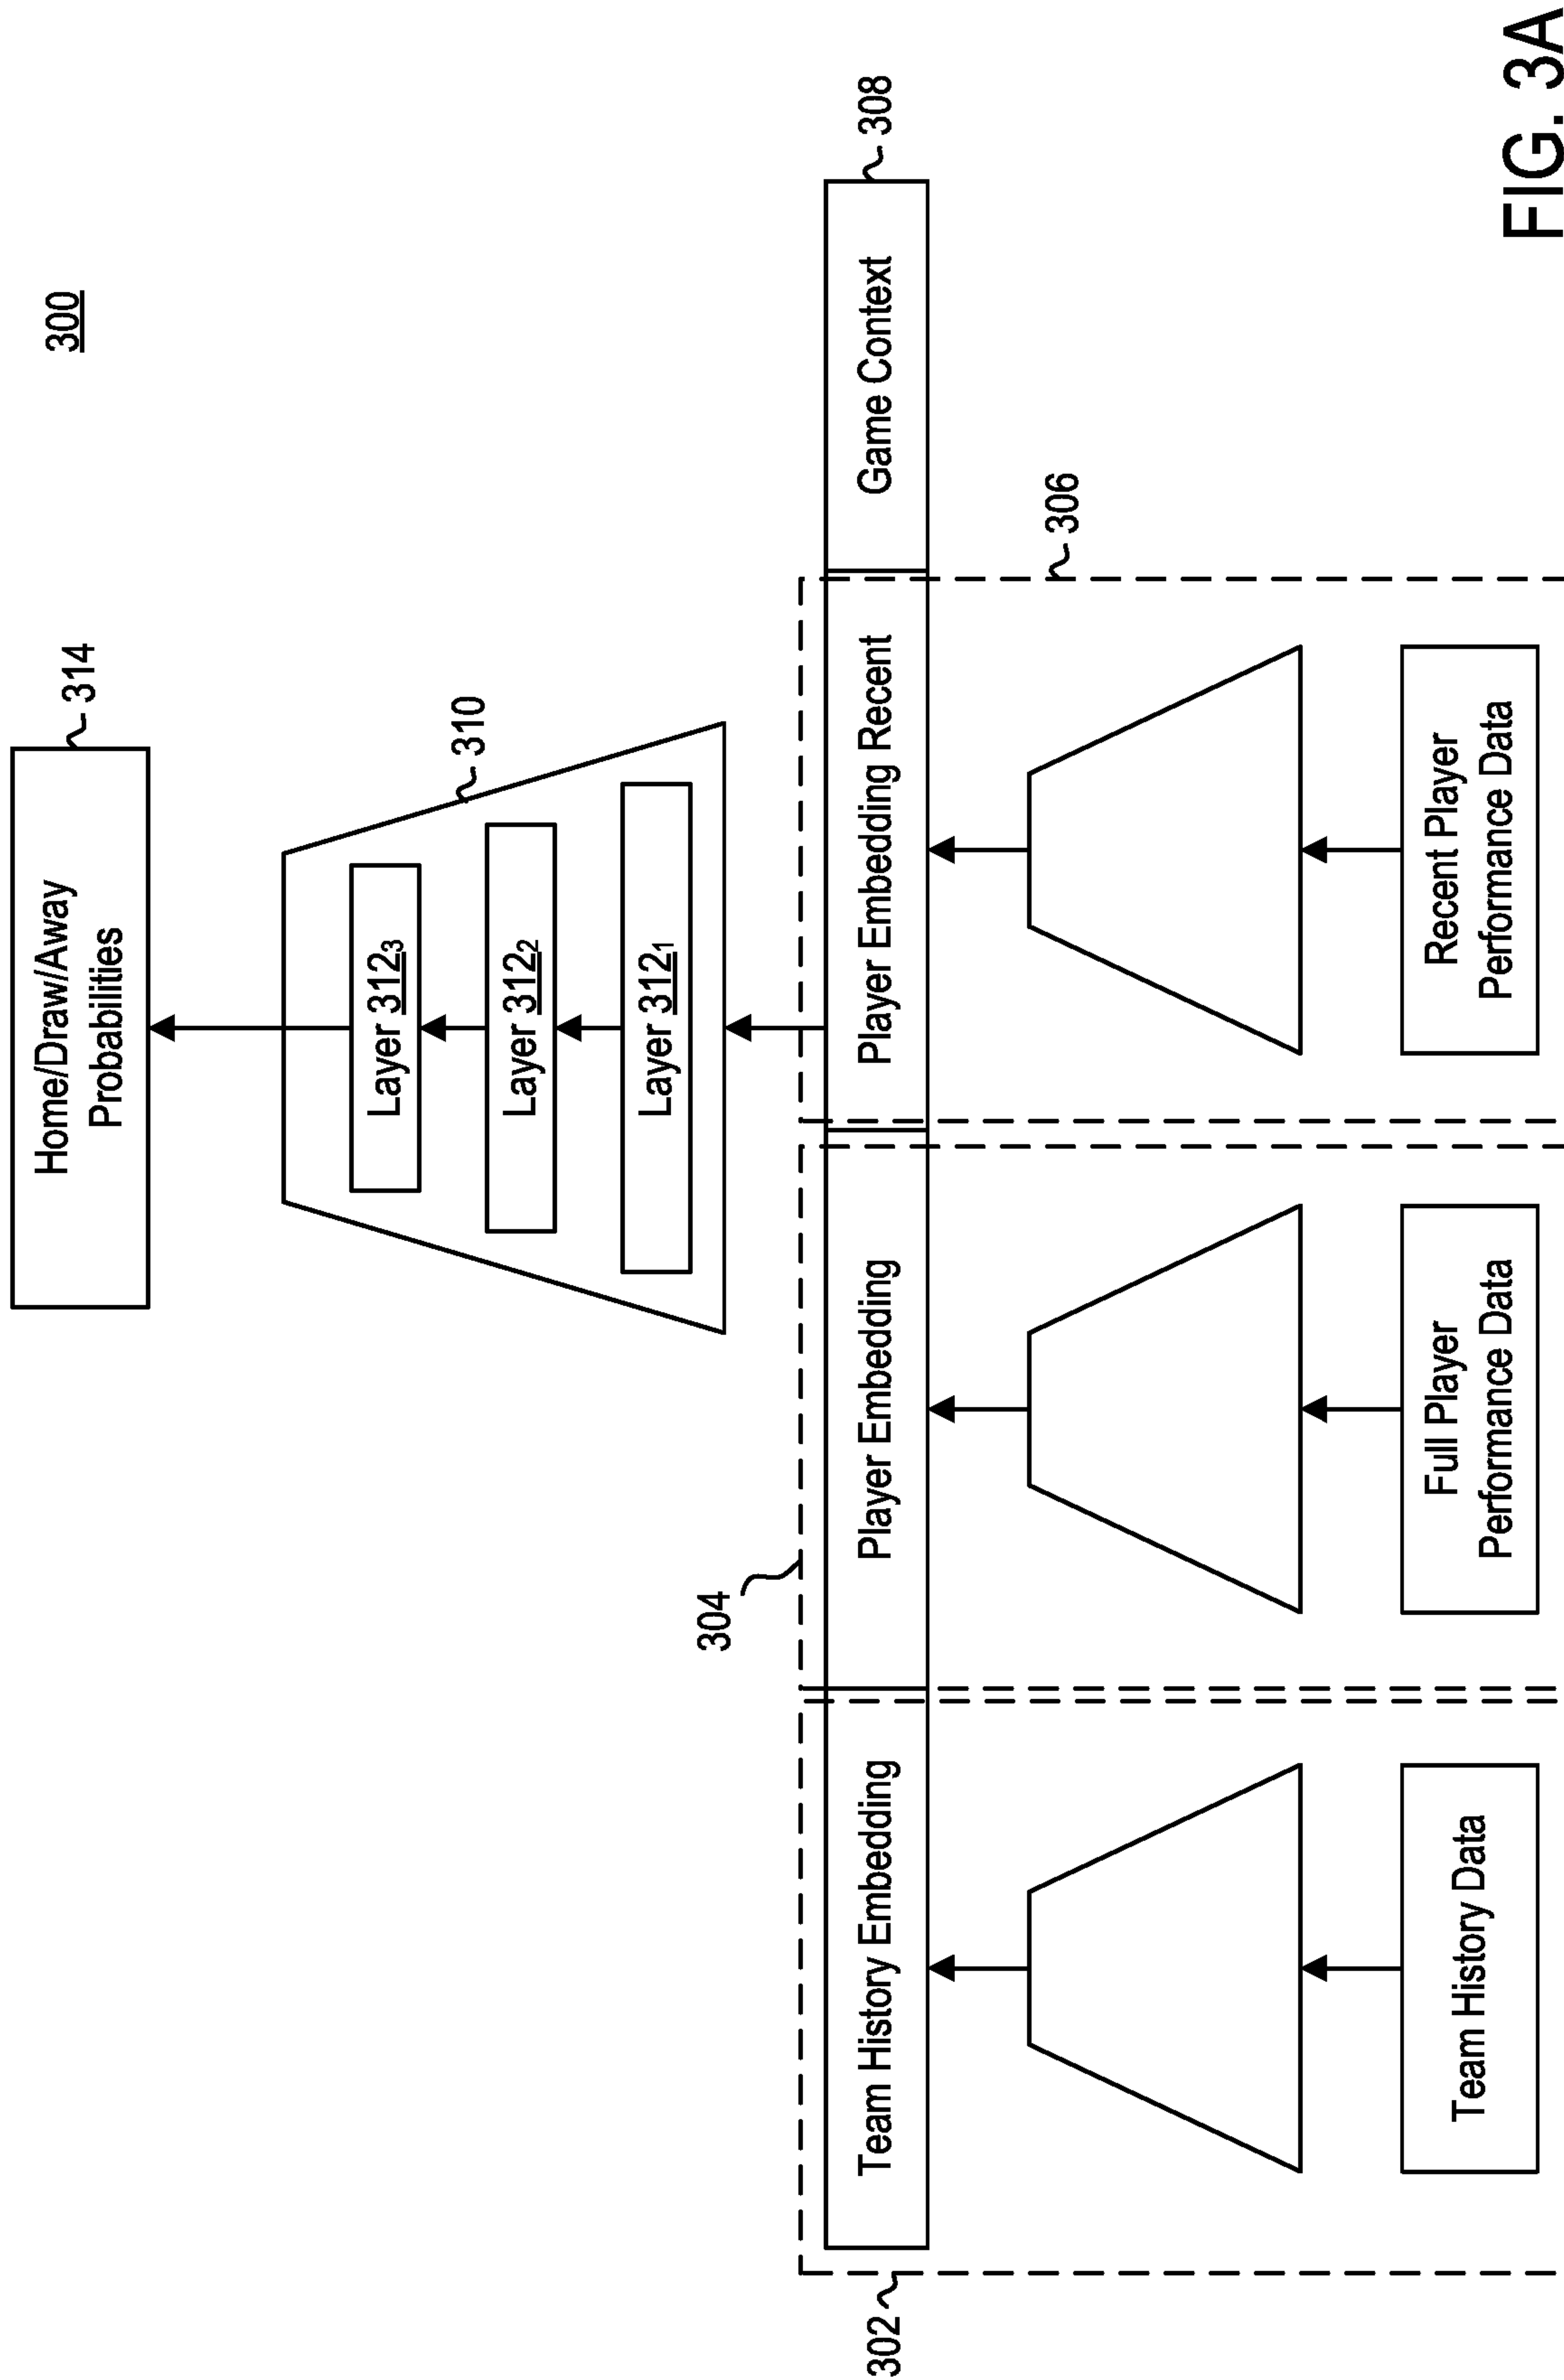 300
Home/Draw/Away
Probabilities
314
310
Layer 312₃
Layer 312₂
Layer 312₁
304
302
Team History Embedding
Player Embedding
Player Embedding Recent
Game Context
308
306
Team History Data
Full Player
Performance Data
Recent Player
Performance Data
FIG. 3A